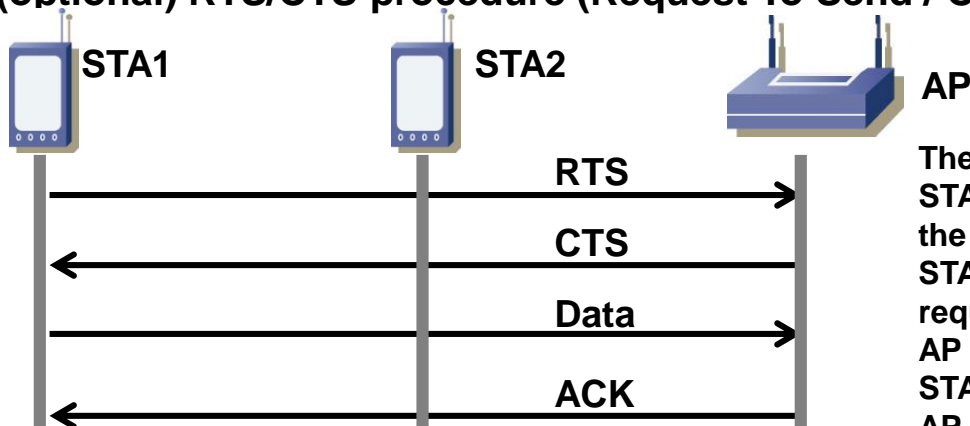 (optional) RTS/CTS procedure (Request To Send / C
STA1
STA2
AP
RTS
CTS
Data
ACK
The
STA
the
STA
requ
AP
STA
AP